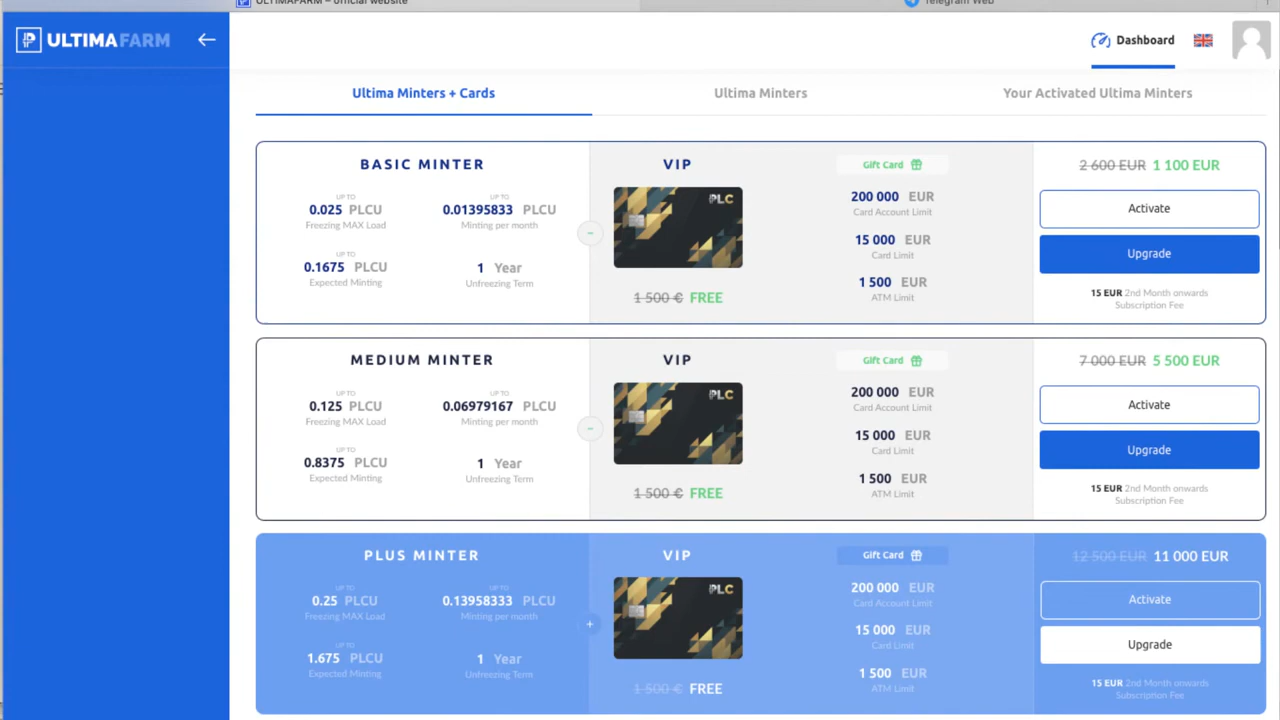 ULTIMAFARM – official website
Telegram Web
ULTIMAFARM
Dashboard
Ultima Minters + Cards
Ultima Minters
Your Activated Ultima Minters
BASIC MINTER
UP TO
0.025 PLCU
Freezing MAX Load
UP TO
0.01395833 PLCU
Minting per month
UP TO
0.1675 PLCU
Expected Minting
1 Year
Unfreezing Term
VIP
PLC
1 500 € FREE
Gift Card
200 000 EUR
Card Account Limit
15 000 EUR
Card Limit
1 500 EUR
ATM Limit
2 600 EUR 1 100 EUR
Activate
Upgrade
15 EUR 2nd Month onwards
Subscription Fee
MEDIUM MINTER
UP TO
0.125 PLCU
Freezing MAX Load
UP TO
0.06979167 PLCU
Minting per month
UP TO
0.8375 PLCU
Expected Minting
1 Year
Unfreezing Term
VIP
PLC
1 500 € FREE
Gift Card
200 000 EUR
Card Account Limit
15 000 EUR
Card Limit
1 500 EUR
ATM Limit
7 000 EUR 5 500 EUR
Activate
Upgrade
15 EUR 2nd Month onwards
Subscription Fee
PLUS MINTER
UP TO
0.25 PLCU
Freezing MAX Load
UP TO
0.13958333 PLCU
Minting per month
UP TO
1.675 PLCU
Expected Minting
1 Year
Unfreezing Term
VIP
PLC
1 500 € FREE
Gift Card
200 000 EUR
Card Account Limit
15 000 EUR
Card Limit
1 500 EUR
ATM Limit
12 500 EUR 11 000 EUR
Activate
Upgrade
15 EUR 2nd Month onwards
Subscription Fee